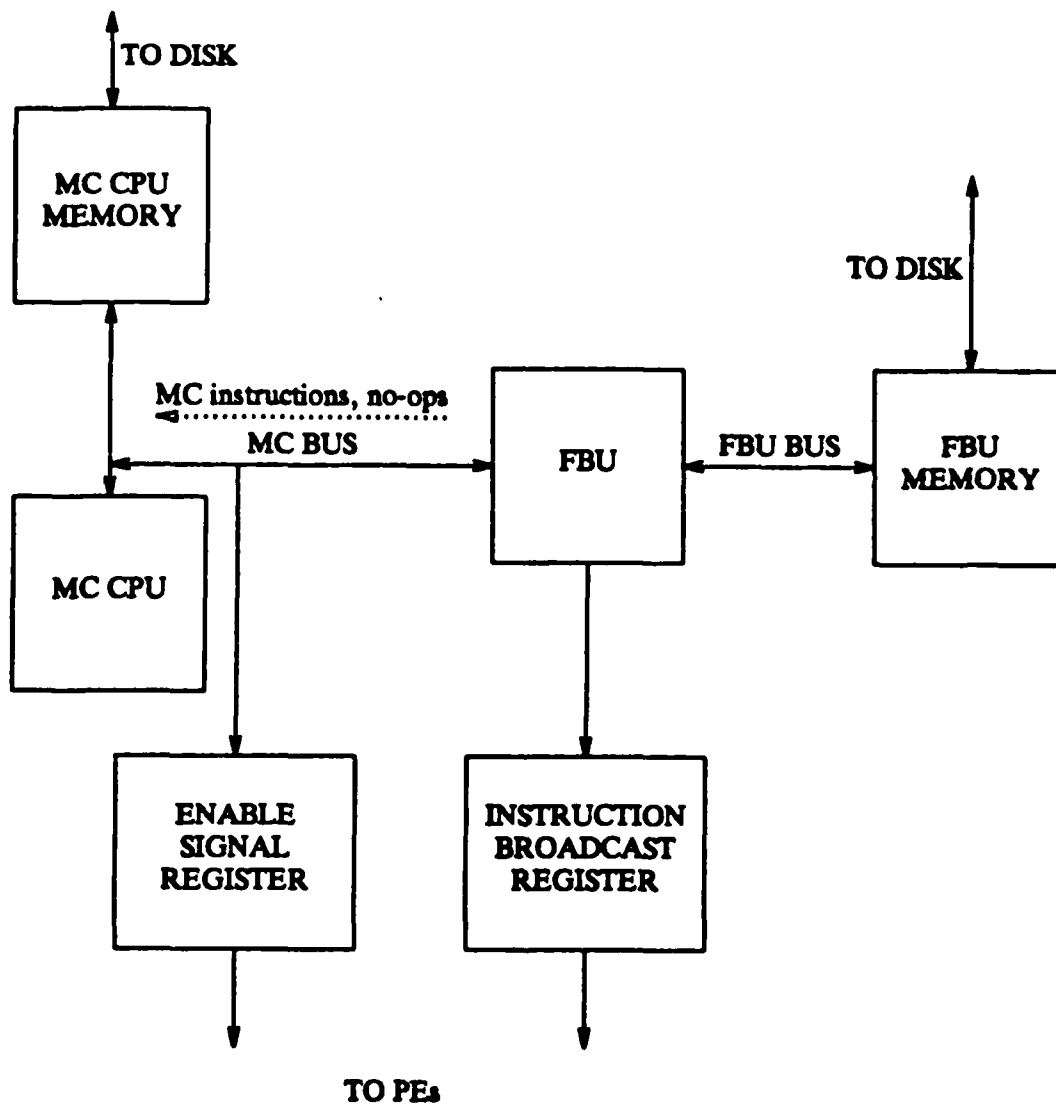 TO DISK
MC CPU
MEMORY
TO DISK
MC instructions, no-ops
MC BUS
FBU
FBU BUS
FBU
MEMORY
MC CPU
ENABLE
SIGNAL
REGISTER
INSTRUCTION
BROADCAST
REGISTER
TO PEs